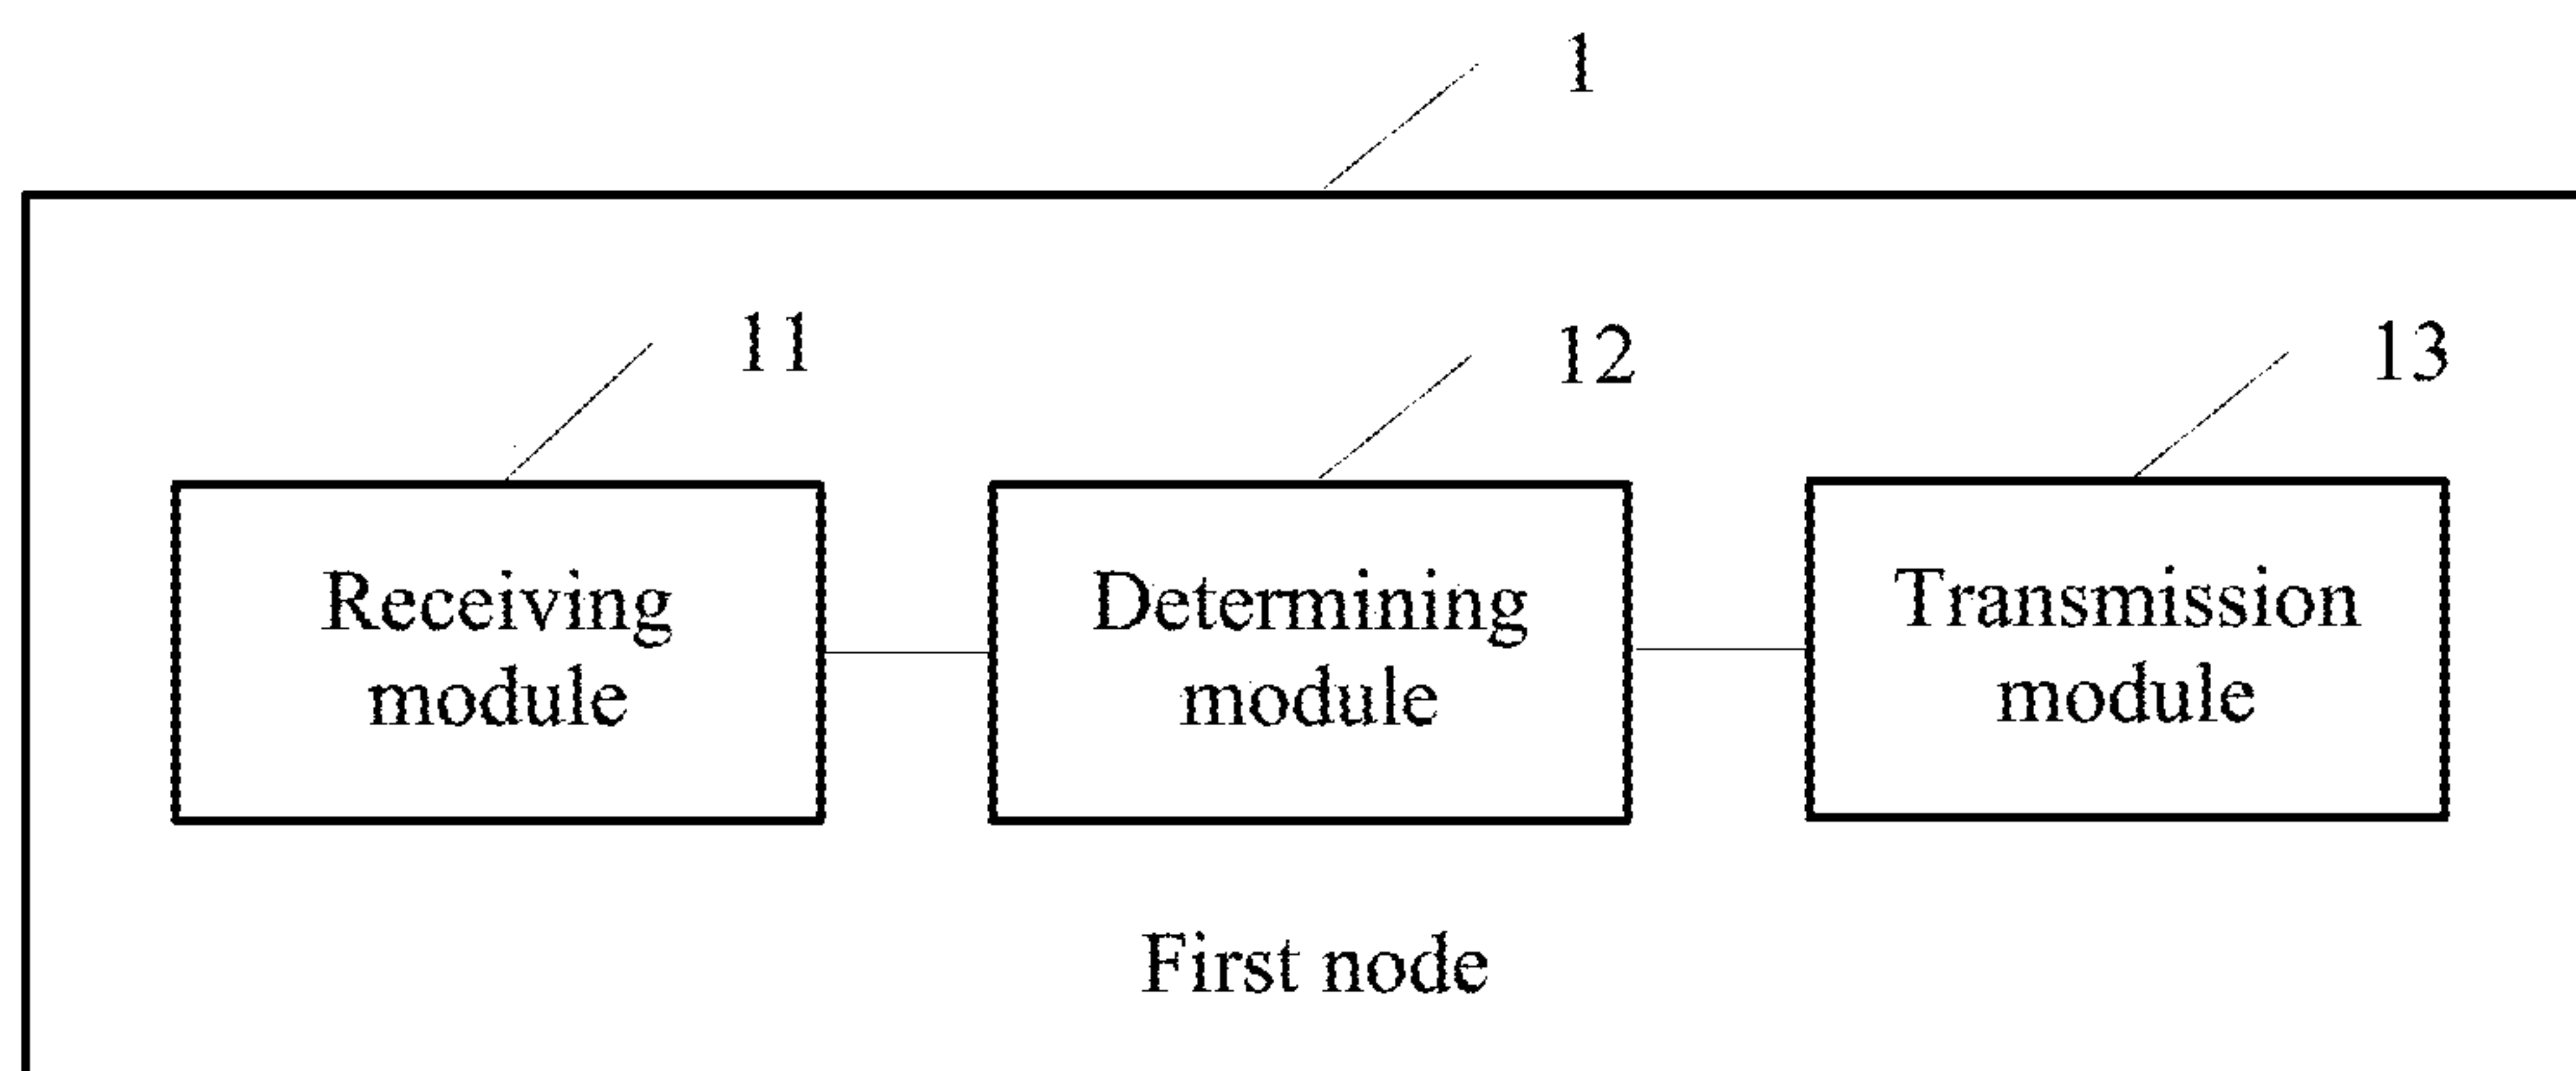 1
11
12
13
Receiving
module
Determining
module
Transmission
module
First node